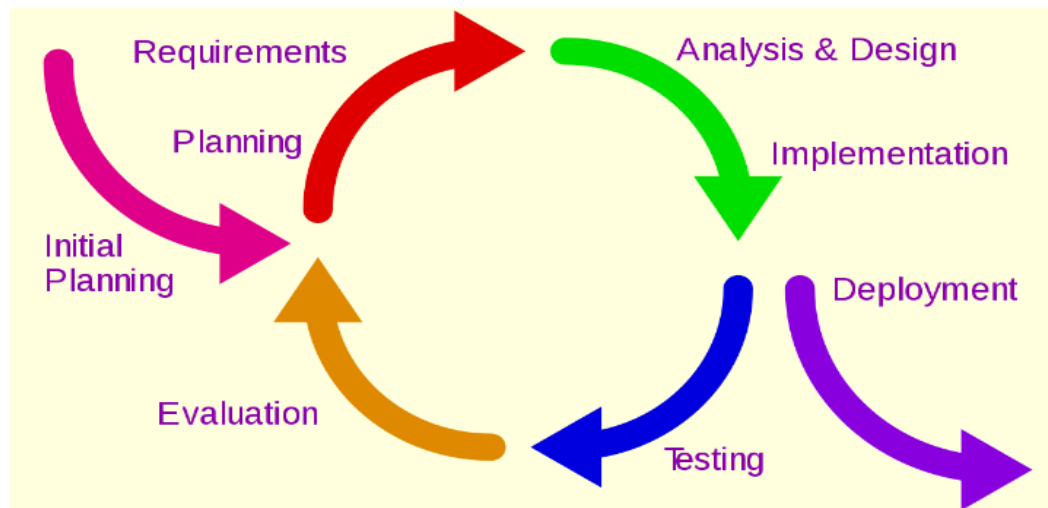 Requirements
Analysis & Design
Planning
Implementation
Initial
Planning
Deployment
Evaluation
Testing